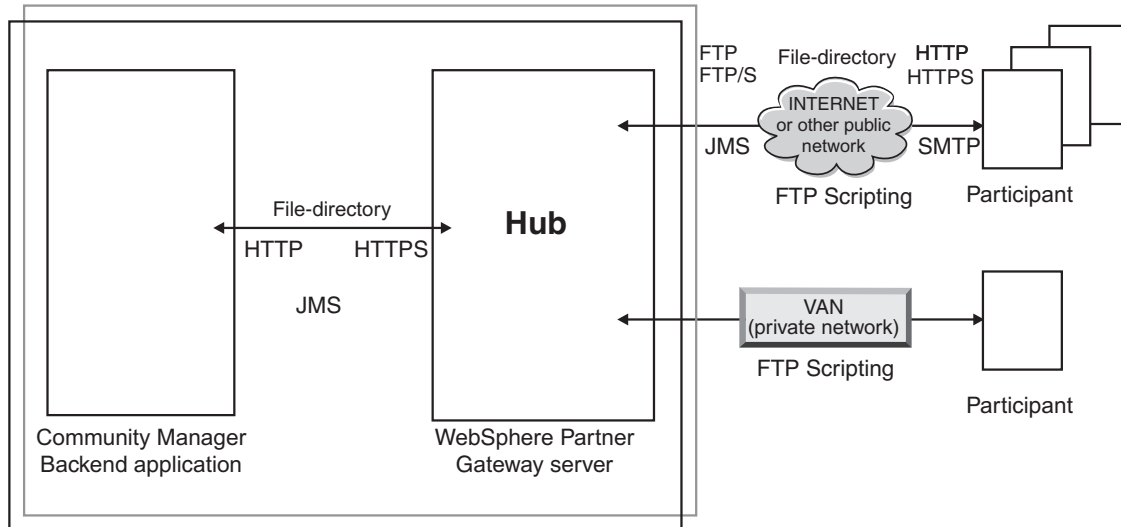 FTP
FTP/S
File-directory
HTTP
HTTPS
INTERNET
or other public
network
JMS
SMTP
FTP Scripting
Participant
File-directory
HTTP
HTTPS
JMS
Hub
VAN
(private network)
FTP Scripting
Participant
Community Manager
Backend application
WebSphere Partner
Gateway server